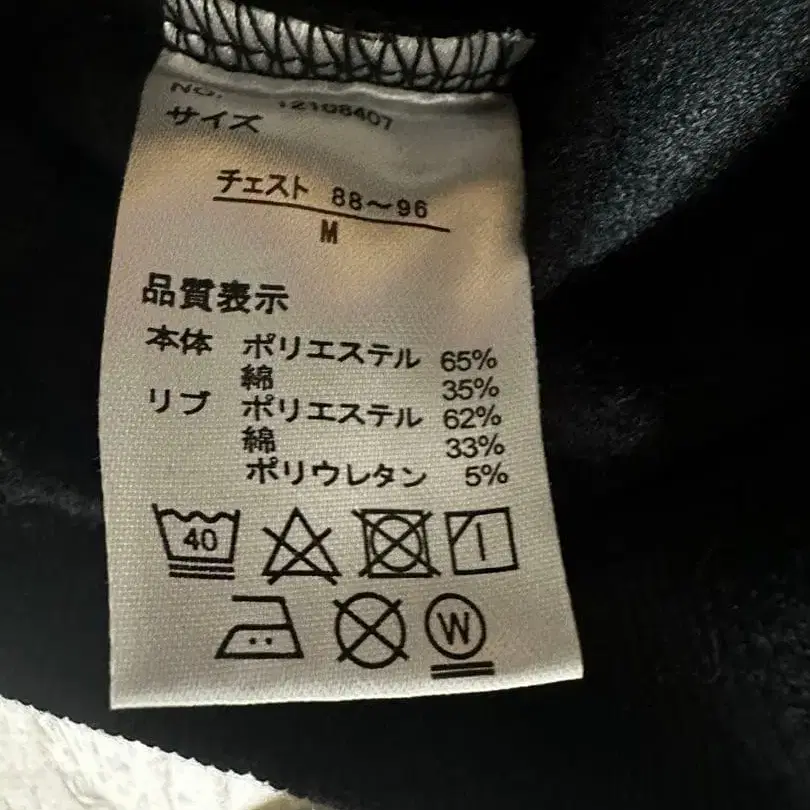 NO. 12108407
サイズ
チェスト 88～96
M
品質表示
本体 ポリエステル 65%
綿 35%
リブ ポリエステル 62%
綿 33%
ポリウレタン 5%
40
W